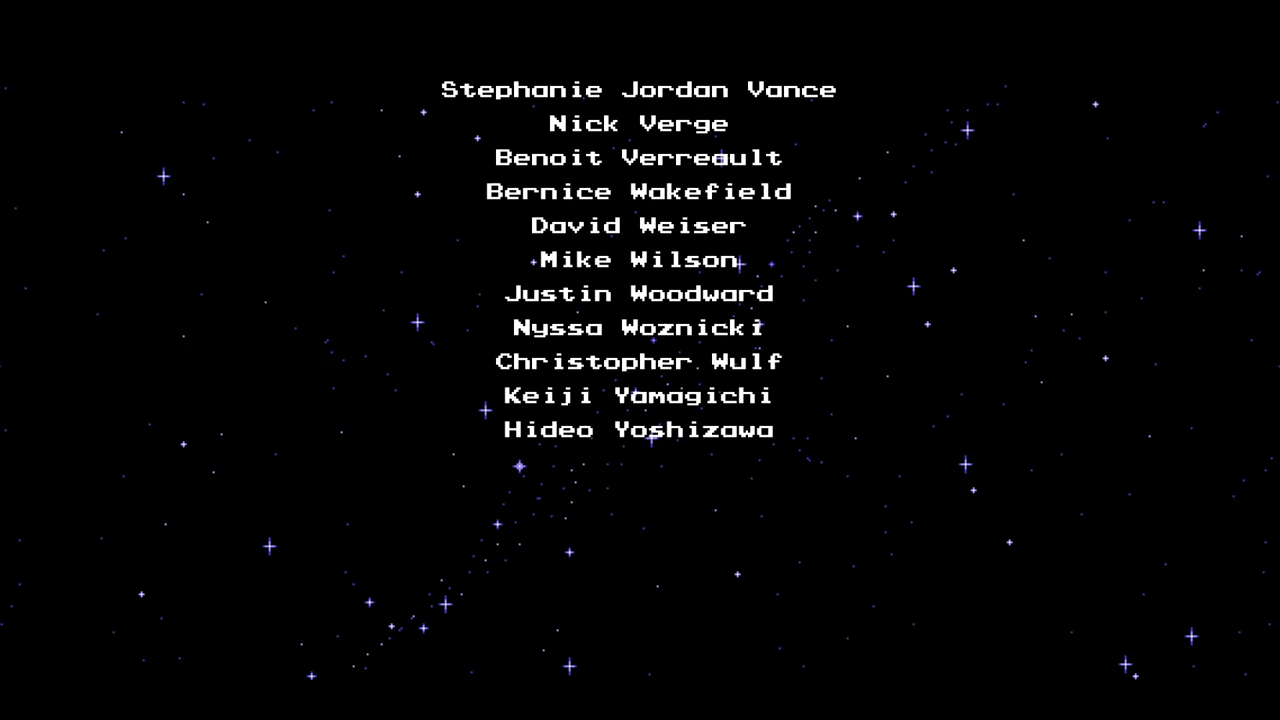 Stephanie Jordan Vance
Nick Verge
Benoit Verreault
Bernice Wakefield
David Weiser
Mike Wilson
Justin Woodward
Nyssa Woznicki
Christopher Wulf
Keiji Yamagichi
Hideo Yoshizawa